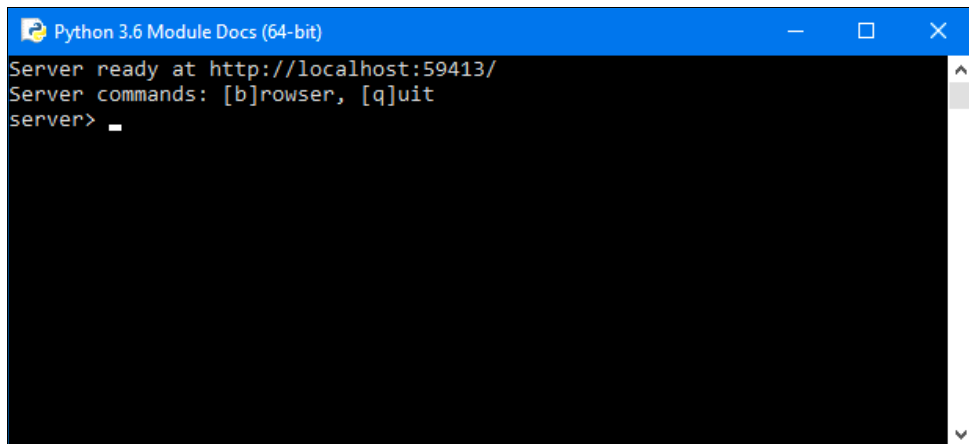 Python 3.6 Module Docs (64-bit)
Server ready at http://localhost:59413/
Server commands: [b]rowser, [q]uit
server>